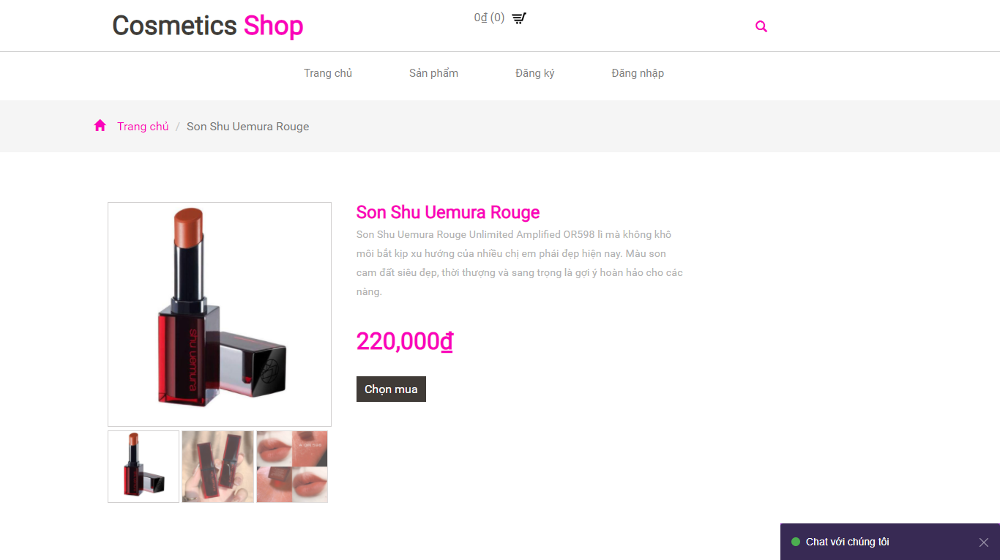 Cosmetics Shop
0₫ (0)
Trang chủ
Sản phẩm
Đăng ký
Đăng nhập
Trang chủ / Son Shu Uemura Rouge
Son Shu Uemura Rouge
Son Shu Uemura Rouge Unlimited Amplified OR598 lì mà không khô
môi bắt kịp xu hướng của nhiều chị em phái đẹp hiện nay. Màu son
cam đất siêu đẹp, thời thượng và sang trọng là gợi ý hoàn hảo cho các
nàng.
220,000₫
Chọn mua
shu uemura
Chat với chúng tôi